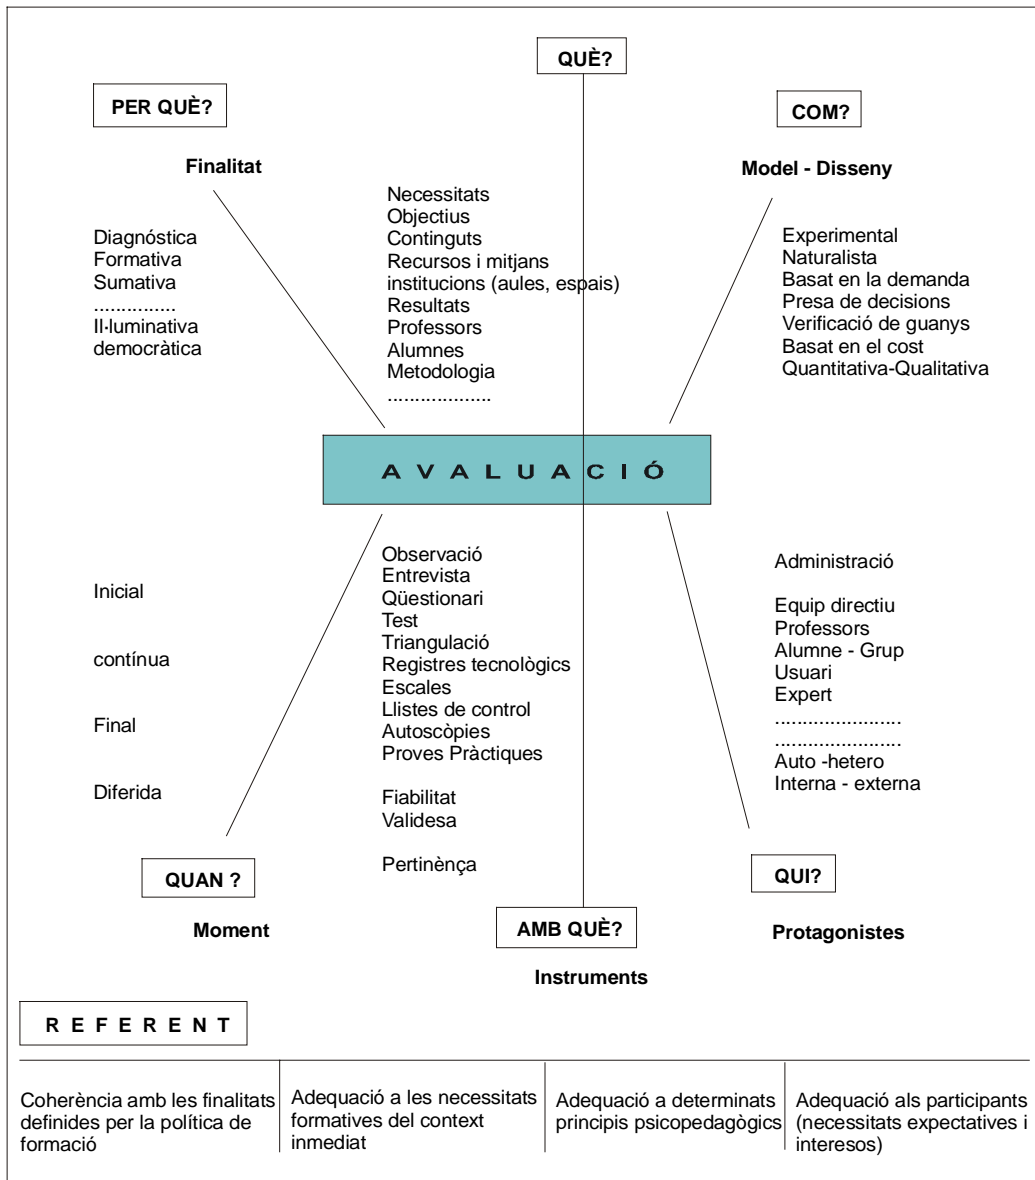 QUÈ?
PER QUÈ?
Finalitat
Diagnóstica
Formativa
Sumativa
...............
Il·luminativa
democràtica
Necessitats
Objectius
Continguts
Recursos i mitjans
institucions (aules, espais)
Resultats
Professors
Alumnes
Metodologia
...................
COM?
Model - Disseny
Experimental
Naturalista
Basat en la demanda
Presa de decisions
Verificació de guanys
Basat en el cost
Quantitativa-Qualitativa
A V A L U A C I Ó
Inicial
contínua
Final
Diferida
QUAN ?
Moment
Observació
Entrevista
Qüestionari
Test
Triangulació
Registres tecnològics
Escales
Llistes de control
Autoscòpies
Proves Pràctiques
Fiabilitat
Validesa
Pertinènça
AMB QUÈ?
Instruments
Administració
Equip directiu
Professors
Alumne - Grup
Usuari
Expert
.......................
.......................
Auto -hetero
Interna - externa
QUI?
Protagonistes
R E F E R E N T
Coherència amb les finalitats
definides per la política de
formació
Adequació a les necessitats
formatives del context
inmediat
Adequació a determinats
principis psicopedagògics
Adequació als participants
(necessitats expectatives i
interesos)